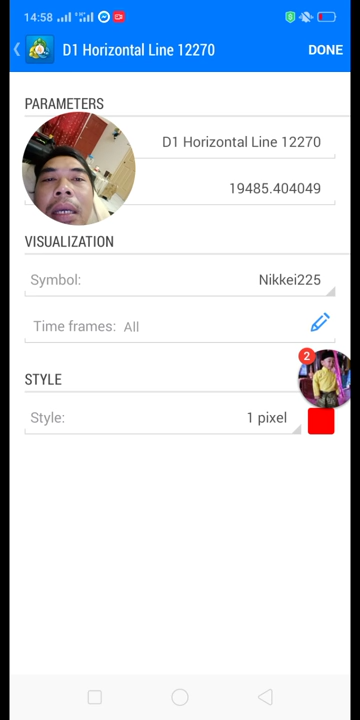 14:58
D1 Horizontal Line 12270
DONE
PARAMETERS
D1 Horizontal Line 12270
19485.404049
VISUALIZATION
Symbol: Nikkei225
Time frames: All
2
STYLE
Style: 1 pixel